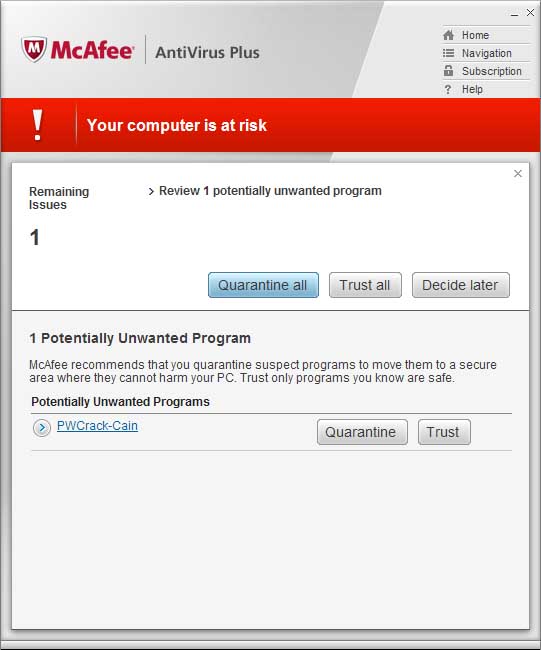 McAfee® AntiVirus Plus
Home
Navigation
Subscription
? Help
! Your computer is at risk
Remaining
Issues
> Review 1 potentially unwanted program
1
Quarantine all Trust all Decide later
1 Potentially Unwanted Program
McAfee recommends that you quarantine suspect programs to move them to a secure
area where they cannot harm your PC. Trust only programs you know are safe.
Potentially Unwanted Programs
PWCrack-Cain Quarantine Trust